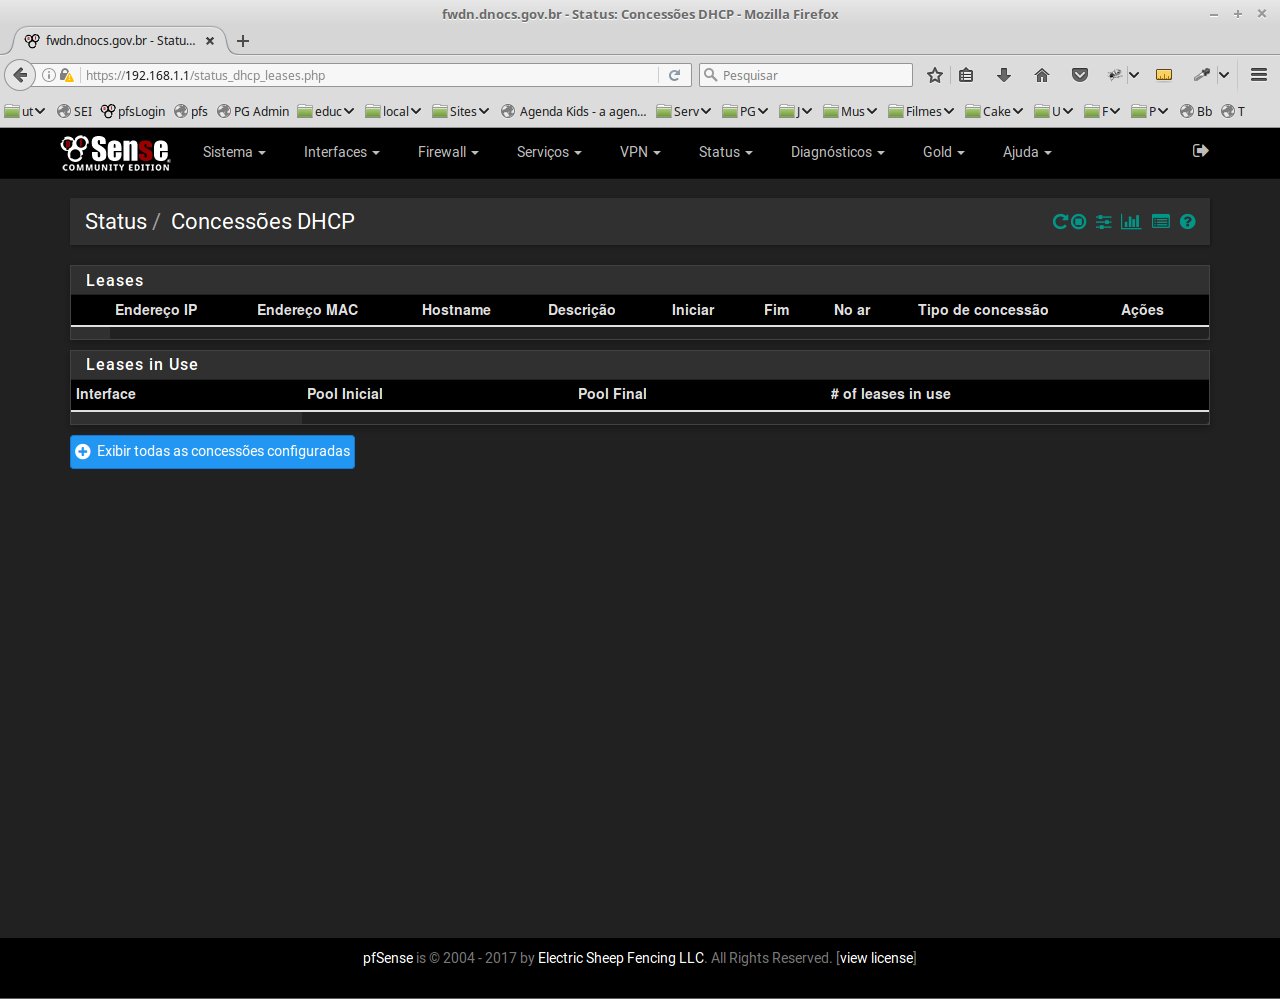 fwdn.dnocs.gov.br - Status: Concessões DHCP - Mozilla Firefox
fwdn.dnocs.gov.br - Statu...
https://192.168.1.1/status_dhcp_leases.php
Pesquisar
ut SEI pfsLogin pfs PG Admin educ local Sites Agenda Kids - a agen... Serv PG J Mus Filmes Cake U F P Bb T
Sense
COMMUNITY EDITION
Sistema Interfaces Firewall Serviços VPN Status Diagnósticos Gold Ajuda
Status / Concessões DHCP
Leases
Endereço IP Endereço MAC Hostname Descrição Iniciar Fim No ar Tipo de concessão Ações
Leases in Use
Interface Pool Inicial Pool Final # of leases in use
Exibir todas as concessões configuradas
pfSense is © 2004 - 2017 by Electric Sheep Fencing LLC. All Rights Reserved. [view license]